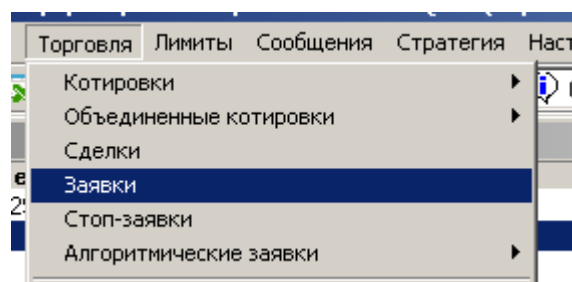 Торговля Лимиты Сообщения Стратегия
Котировки
Объединенные котировки
Сделки
Заявки
Стоп-заявки
Алгоритмические заявки